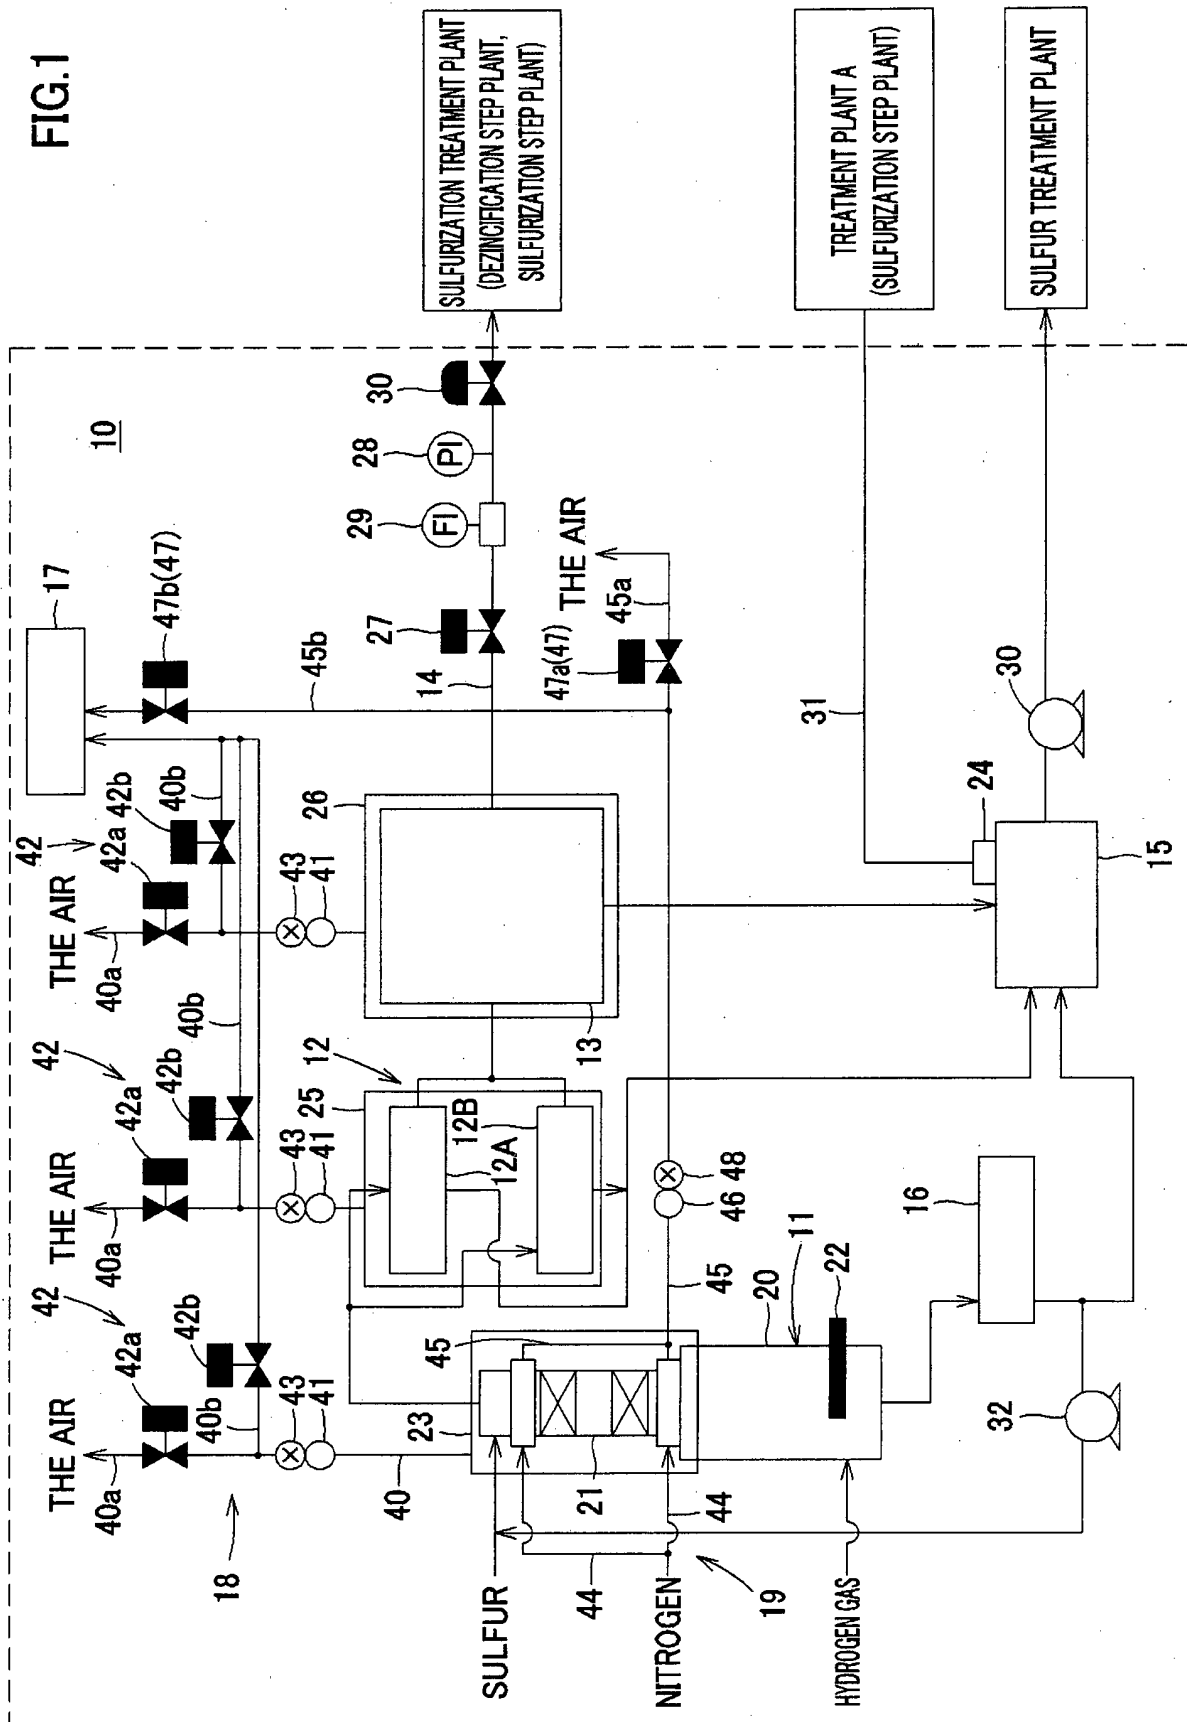 FIG.1
10
SULFURIZATION TREATMENT PLANT
(DEZINCIFICATION STEP PLANT,
SULFURIZATION STEP PLANT)
TREATMENT PLANT A
(SULFURIZATION STEP PLANT)
SULFUR TREATMENT PLANT
17
47b(47)
45b
30
28
PI
29
FI
27
14
THE AIR
45a
47a(47)
31
30
24
15
42
42a
42b
40b
THE AIR
40a
43
41
26
13
42
42a
42b
40b
THE AIR
40a
43
41
25
12
12B
12A
48
46
45
16
42
42a
42b
40b
THE AIR
40a
43
41
40
18
23
45
21
20
11
22
32
44
44
19
SULFUR
NITROGEN
HYDROGEN GAS